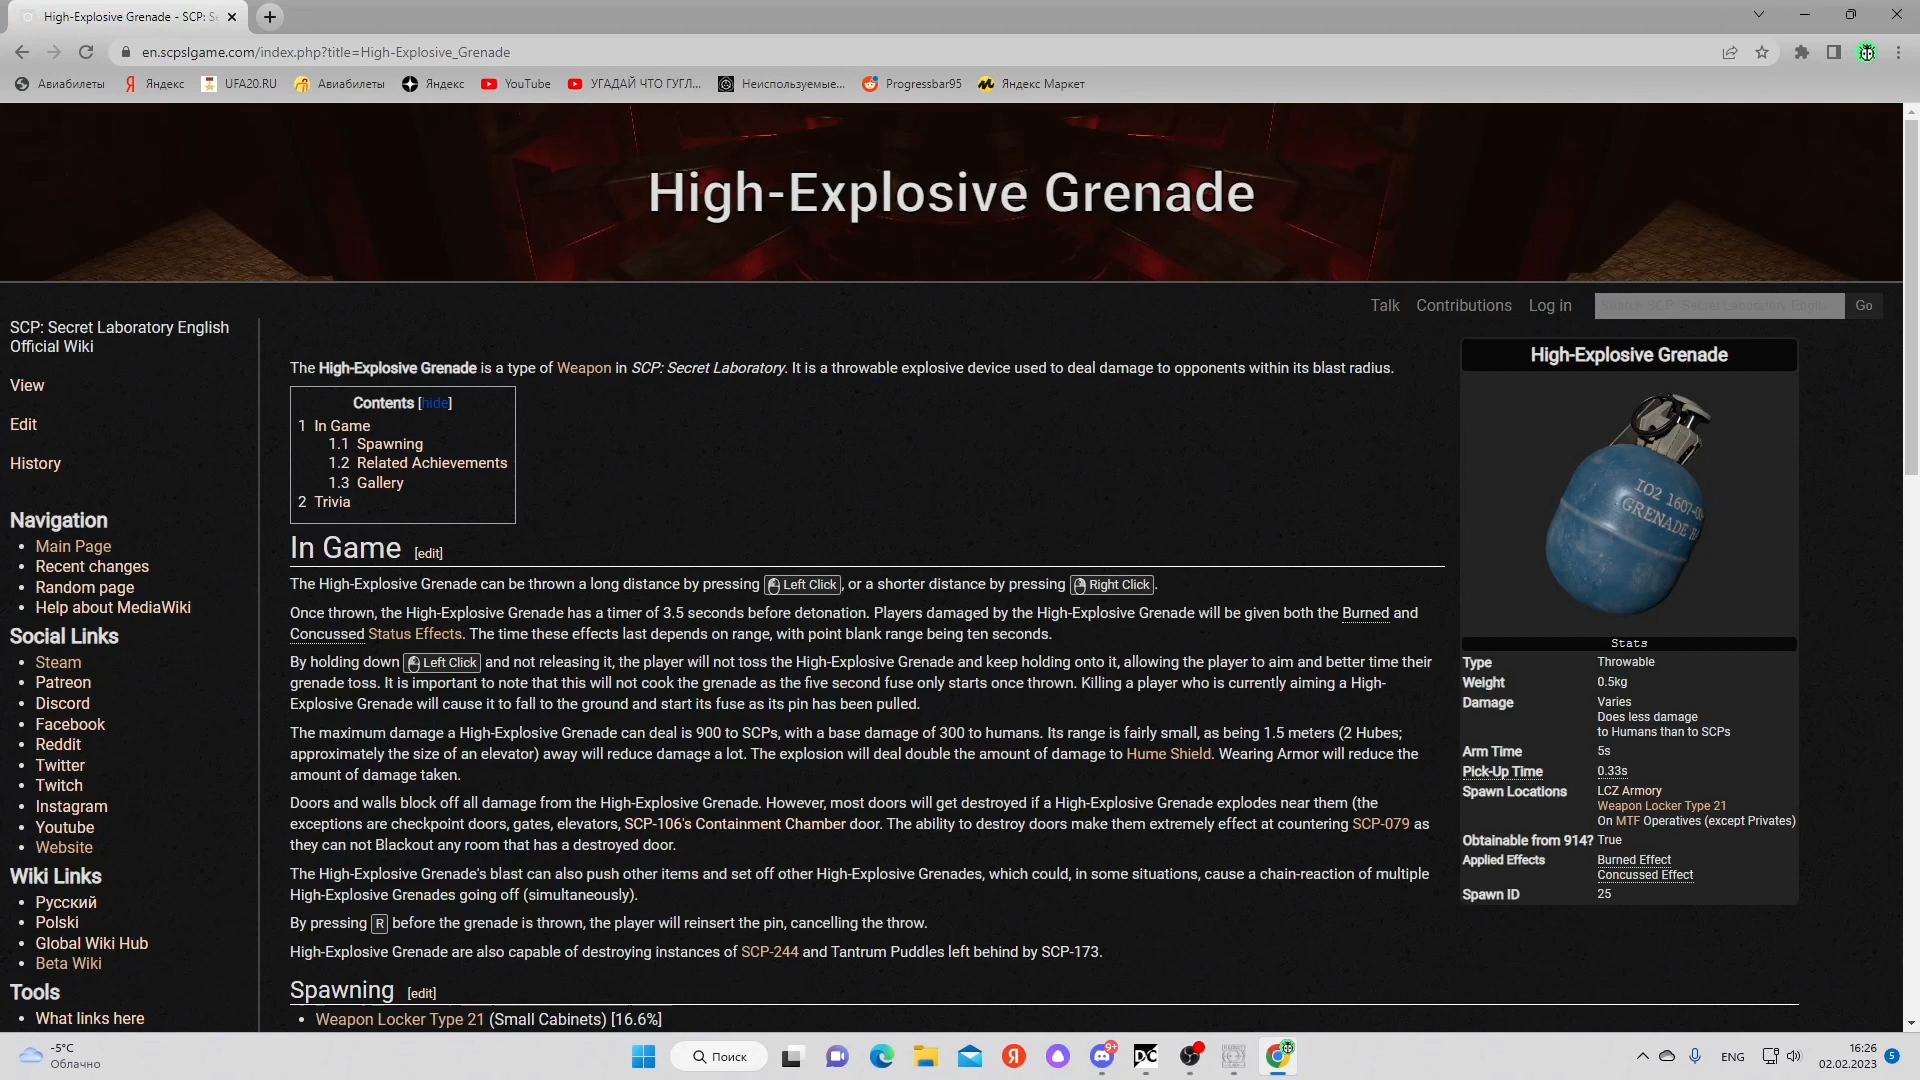 High-Explosive Grenade - SCP: Se
en.scpslgame.com/index.php?title=High-Explosive_Grenade
Авиабилеты Яндекс UFA20.RU Авиабилеты Яндекс YouTube УГАДАЙ ЧТО ГУГЛ... Неиспользуемые... Progressbar95 Яндекс Маркет
High-Explosive Grenade
Talk Contributions Log in Search SCP: Secret Laboratory English Go
SCP: Secret Laboratory English
Official Wiki
View
Edit
History
Navigation
• Main Page
• Recent changes
• Random page
• Help about MediaWiki
Social Links
• Steam
• Patreon
• Discord
• Facebook
• Reddit
• Twitter
• Twitch
• Instagram
• Youtube
• Website
Wiki Links
• Русский
• Polski
• Global Wiki Hub
• Beta Wiki
Tools
• What links here
The High-Explosive Grenade is a type of Weapon in SCP: Secret Laboratory. It is a throwable explosive device used to deal damage to opponents within its blast radius.
Contents [hide]
1 In Game
1.1 Spawning
1.2 Related Achievements
1.3 Gallery
2 Trivia
In Game [edit]
The High-Explosive Grenade can be thrown a long distance by pressing Left Click, or a shorter distance by pressing Right Click.
Once thrown, the High-Explosive Grenade has a timer of 3.5 seconds before detonation. Players damaged by the High-Explosive Grenade will be given both the Burned and
Concussed Status Effects. The time these effects last depends on range, with point blank range being ten seconds.
By holding down Left Click and not releasing it, the player will not toss the High-Explosive Grenade and keep holding onto it, allowing the player to aim and better time their
grenade toss. It is important to note that this will not cook the grenade as the five second fuse only starts once thrown. Killing a player who is currently aiming a High-
Explosive Grenade will cause it to fall to the ground and start its fuse as its pin has been pulled.
The maximum damage a High-Explosive Grenade can deal is 900 to SCPs, with a base damage of 300 to humans. Its range is fairly small, as being 1.5 meters (2 Hubes;
approximately the size of an elevator) away will reduce damage a lot. The explosion will deal double the amount of damage to Hume Shield. Wearing Armor will reduce the
amount of damage taken.
Doors and walls block off all damage from the High-Explosive Grenade. However, most doors will get destroyed if a High-Explosive Grenade explodes near them (the
exceptions are checkpoint doors, gates, elevators, SCP-106's Containment Chamber door. The ability to destroy doors make them extremely effect at countering SCP-079 as
they can not Blackout any room that has a destroyed door.
The High-Explosive Grenade's blast can also push other items and set off other High-Explosive Grenades, which could, in some situations, cause a chain-reaction of multiple
High-Explosive Grenades going off (simultaneously).
By pressing R before the grenade is thrown, the player will reinsert the pin, cancelling the throw.
High-Explosive Grenade are also capable of destroying instances of SCP-244 and Tantrum Puddles left behind by SCP-173.
Spawning [edit]
• Weapon Locker Type 21 (Small Cabinets) [16.6%]
High-Explosive Grenade
IO2 1607-
GRENADE
Stats
Type Throwable
Weight 0.5kg
Damage Varies
Does less damage
to Humans than to SCPs
Arm Time 5s
Pick-Up Time 0.33s
Spawn Locations LCZ Armory
Weapon Locker Type 21
On MTF Operatives (except Privates)
Obtainable from 914? True
Applied Effects Burned Effect
Concussed Effect
Spawn ID 25
-5°C
Облачно
Поиск
9+
DC
ENG
16:26
02.02.2023
5